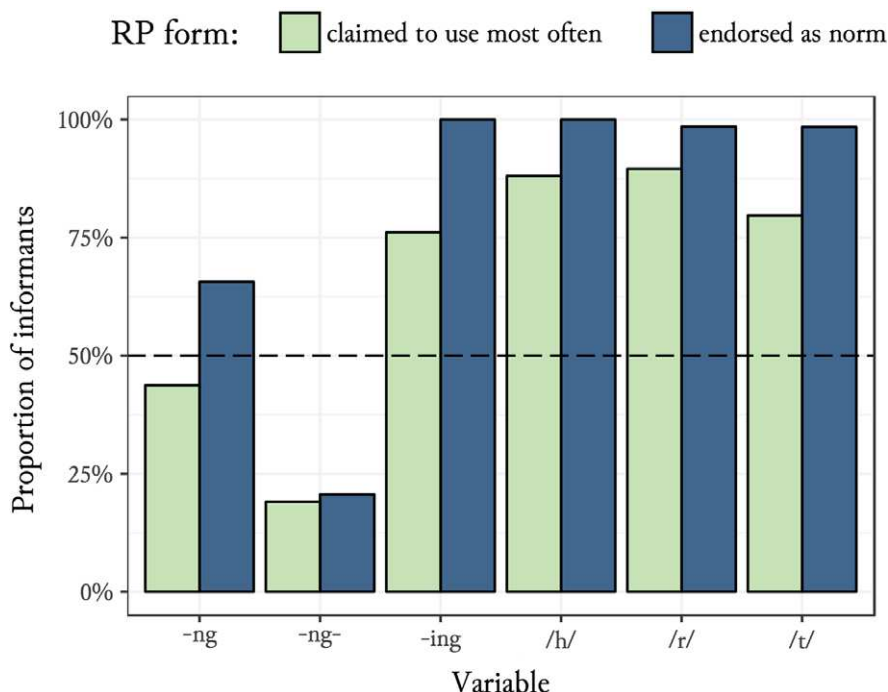 RP form: claimed to use most often endorsed as norm
100%
75%
50%
25%
0%
Proportion of informants
-ng -ng- -ing /h/ /r/ /t/
Variable